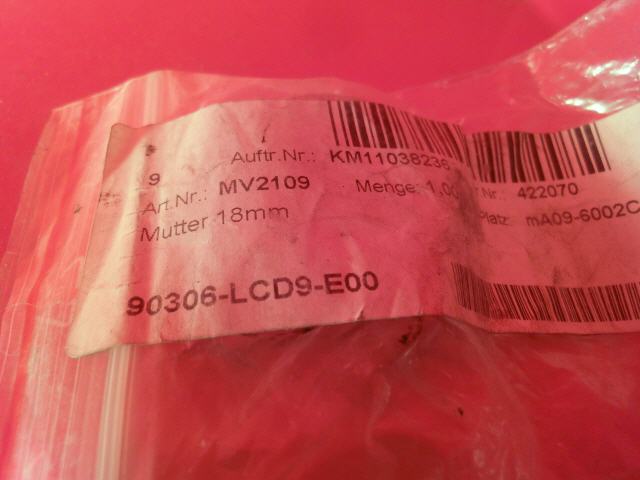 9
Auftr.Nr.: KM11038236
9
Art.Nr.: MV2109 Menge: 1,00 r.Nr.: 422070
Mutter 18mm Platz: mA09-6002C
90306-LCD9-E00